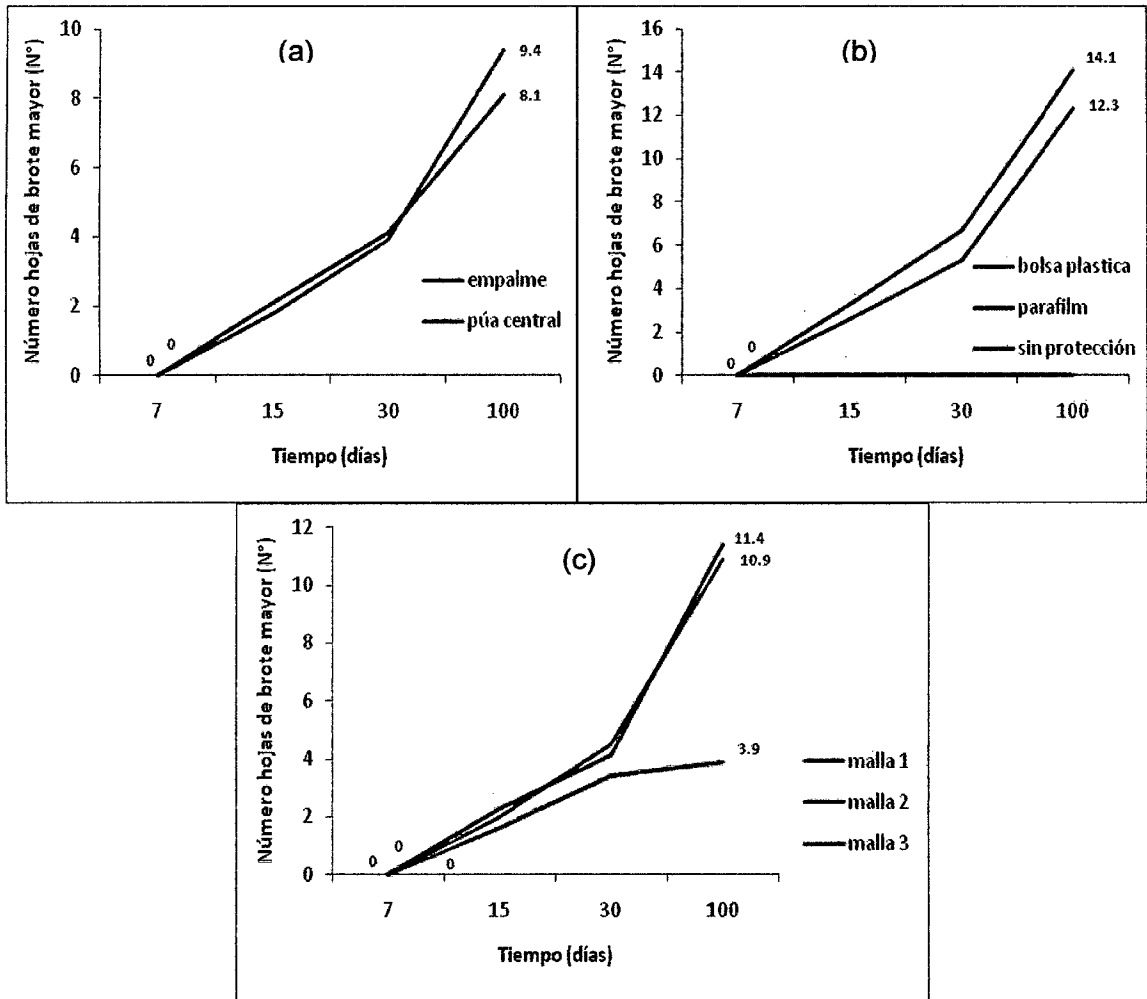 (a)
Número hojas de brote mayor (N°)
10
8
6
4
2
0
0
0
9.4
8.1
empalme
púa central
7 15 30 100
Tiempo (días)
(b)
Número hojas de brote mayor (N°)
16
14
12
10
8
6
4
2
0
0
0
14.1
12.3
bolsa plastica
parafilm
sin protección
7 15 30 100
Tiempo (días)
(c)
Número hojas de brote mayor (N°)
12
10
8
6
4
2
0
0
0
0
11.4
10.9
3.9
malla 1
malla 2
malla 3
7 15 30 100
Tiempo (días)